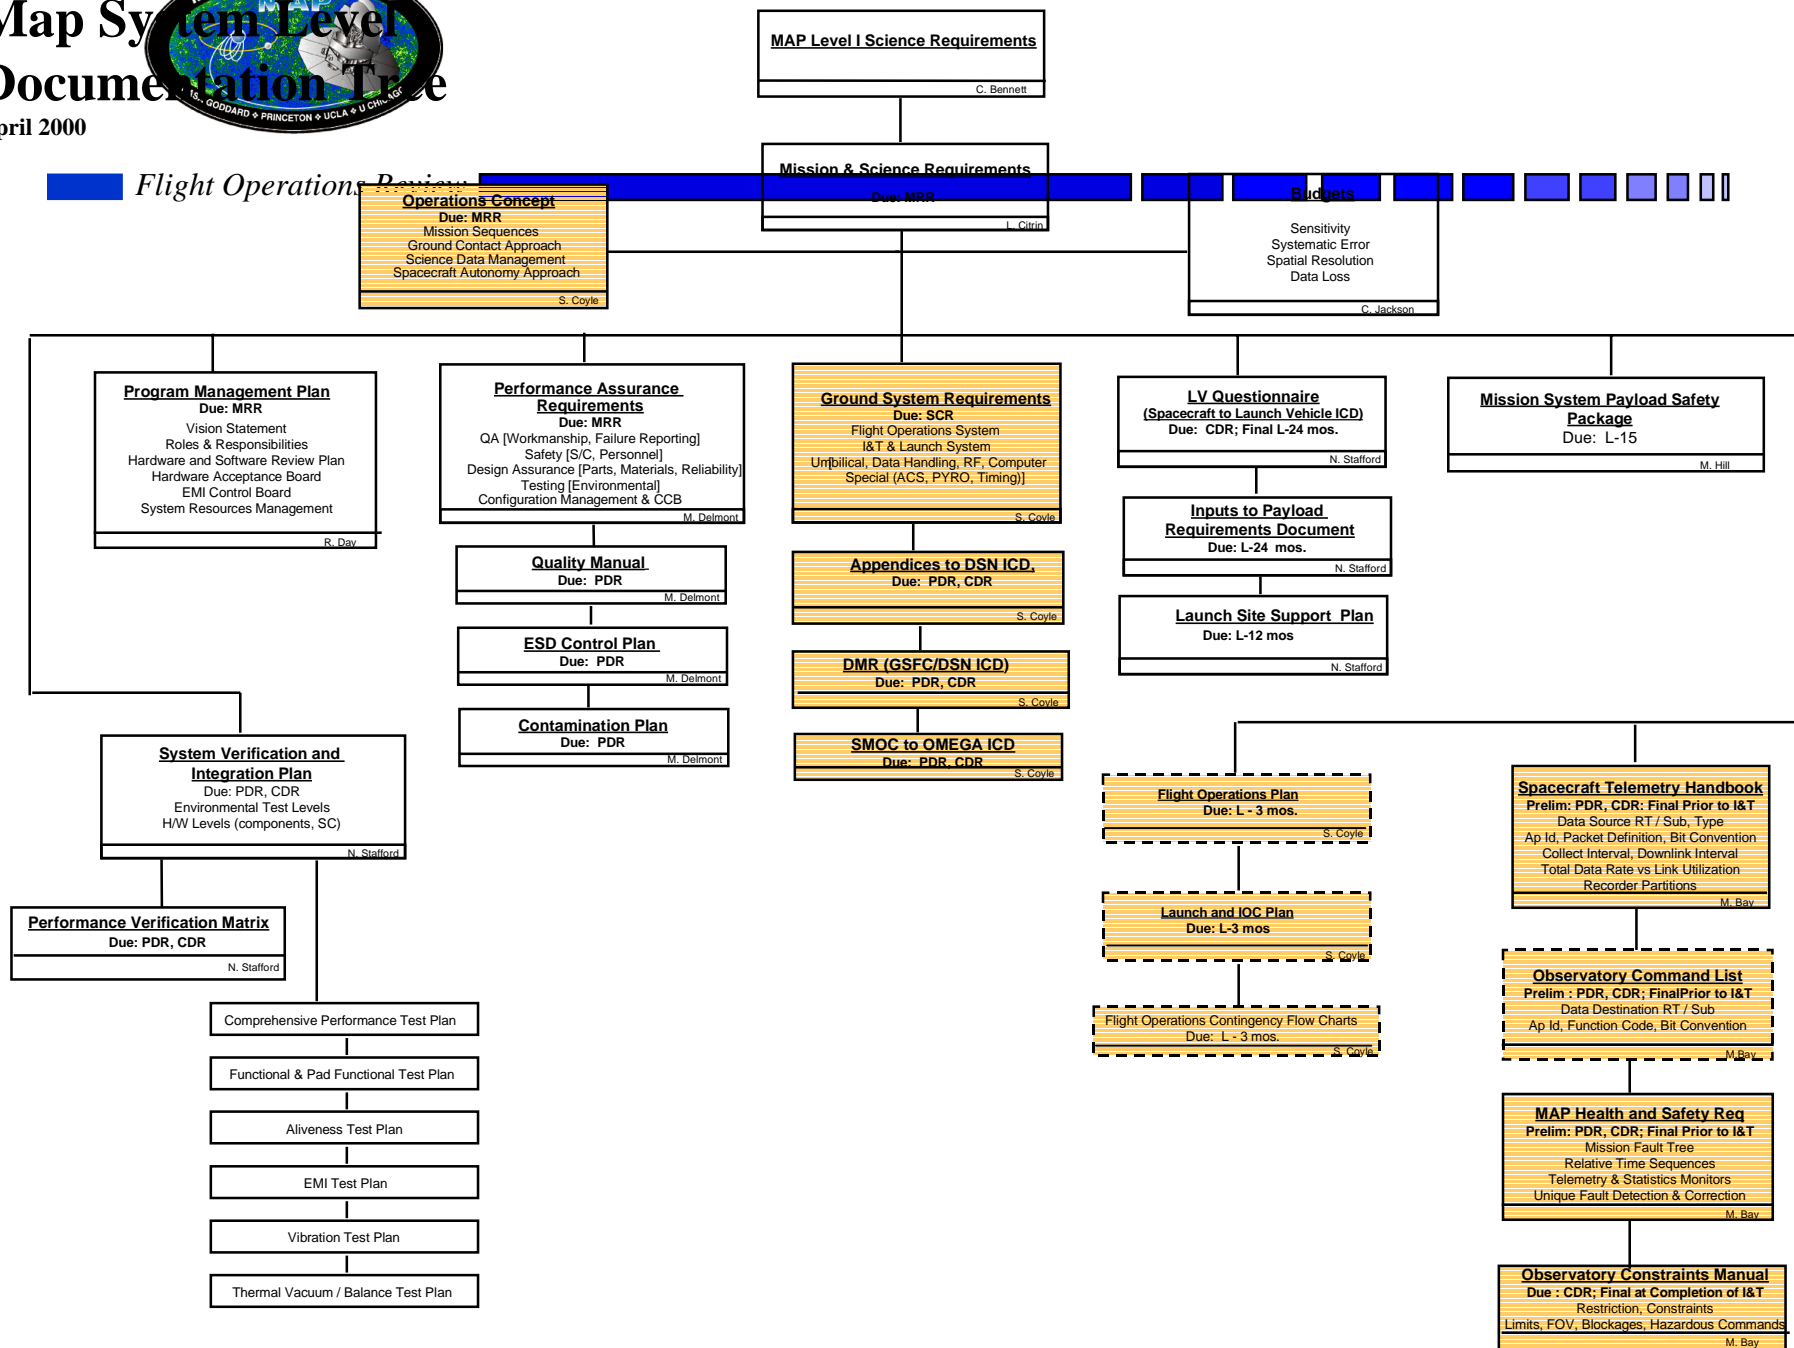 Map System Level
Documentation Tree
pril 2000
MAP
GODDARD ❖ PRINCETON ❖ UCLA ❖ U CHICAGO
Flight Operations Review
MAP Level I Science Requirements
C. Bennett
Mission & Science Requirements
Due: MRR
L. Citrin
Operations Concept
Due: MRR
Mission Sequences
Ground Contact Approach
Science Data Management
Spacecraft Autonomy Approach
S. Coyle
Budgets
Sensitivity
Systematic Error
Spatial Resolution
Data Loss
C. Jackson
Program Management Plan
Due: MRR
Vision Statement
Roles & Responsibilities
Hardware and Software Review Plan
Hardware Acceptance Board
EMI Control Board
System Resources Management
R. Day
Performance Assurance
Requirements
Due: MRR
QA [Workmanship, Failure Reporting]
Safety [S/C, Personnel]
Design Assurance [Parts, Materials, Reliability]
Testing [Environmental]
Configuration Management & CCB
M. Delmont
Quality Manual
Due: PDR
M. Delmont
ESD Control Plan
Due: PDR
M. Delmont
Contamination Plan
Due: PDR
M. Delmont
Ground System Requirements
Due: SCR
Flight Operations System
I&T & Launch System
Umbilical, Data Handling, RF, Computer
Special (ACS, PYRO, Timing)]
S. Coyle
Appendices to DSN ICD,
Due: PDR, CDR
S. Coyle
DMR (GSFC/DSN ICD)
Due: PDR, CDR
S. Coyle
SMOC to OMEGA ICD
Due: PDR, CDR
S. Coyle
LV Questionnaire
(Spacecraft to Launch Vehicle ICD)
Due: CDR; Final L-24 mos.
N. Stafford
Inputs to Payload
Requirements Document
Due: L-24 mos.
N. Stafford
Launch Site Support Plan
Due: L-12 mos
N. Stafford
Mission System Payload Safety
Package
Due: L-15
M. Hill
System Verification and
Integration Plan
Due: PDR, CDR
Environmental Test Levels
H/W Levels (components, SC)
N. Stafford
Performance Verification Matrix
Due: PDR, CDR
N. Stafford
Comprehensive Performance Test Plan
Functional & Pad Functional Test Plan
Aliveness Test Plan
EMI Test Plan
Vibration Test Plan
Thermal Vacuum / Balance Test Plan
Flight Operations Plan
Due: L - 3 mos.
S. Coyle
Launch and IOC Plan
Due: L-3 mos
S. Coyle
Flight Operations Contingency Flow Charts
Due: L - 3 mos.
S. Coyle
Spacecraft Telemetry Handbook
Prelim: PDR, CDR: Final Prior to I&T
Data Source RT / Sub, Type
Ap Id, Packet Definition, Bit Convention
Collect Interval, Downlink Interval
Total Data Rate vs Link Utilization
Recorder Partitions
M. Bay
Observatory Command List
Prelim : PDR, CDR; FinalPrior to I&T
Data Destination RT / Sub
Ap Id, Function Code, Bit Convention
M.Bay
MAP Health and Safety Req
Prelim: PDR, CDR; Final Prior to I&T
Mission Fault Tree
Relative Time Sequences
Telemetry & Statistics Monitors
Unique Fault Detection & Correction
M. Bay
Observatory Constraints Manual
Due : CDR; Final at Completion of I&T
Restriction, Constraints
Limits, FOV, Blockages, Hazardous Commands
M. Bay